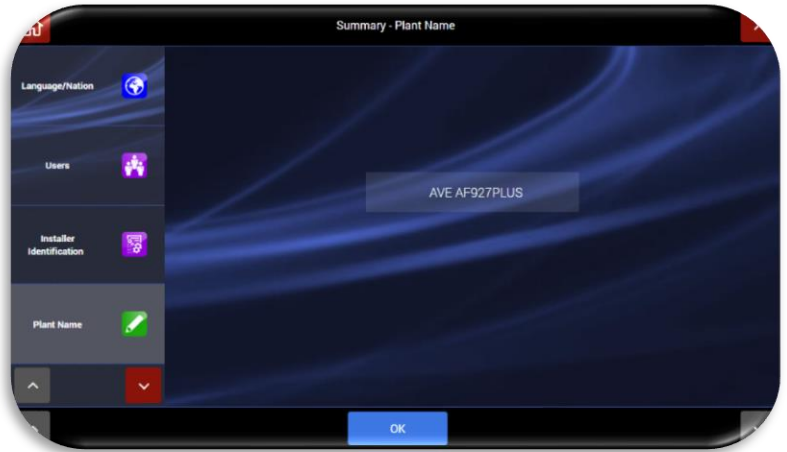 Summary - Plant Name
Language/Nation
Users
Installer
Identification
Plant Name
AVE AF927PLUS
OK